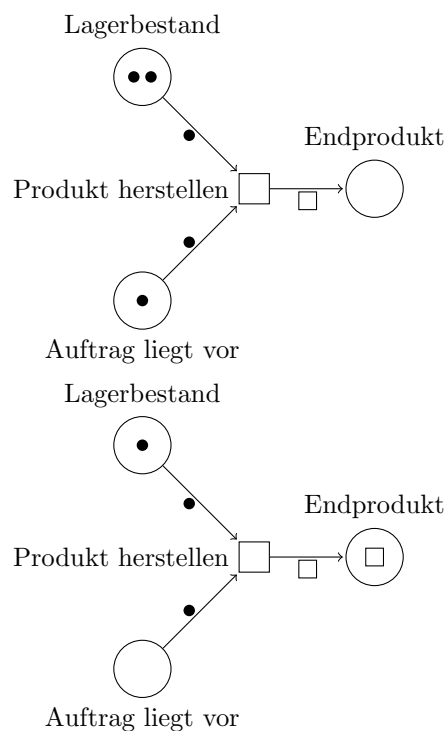 Lagerbestand
Endprodukt
Produkt herstellen
Auftrag liegt vor
Lagerbestand
Endprodukt
Produkt herstellen
Auftrag liegt vor